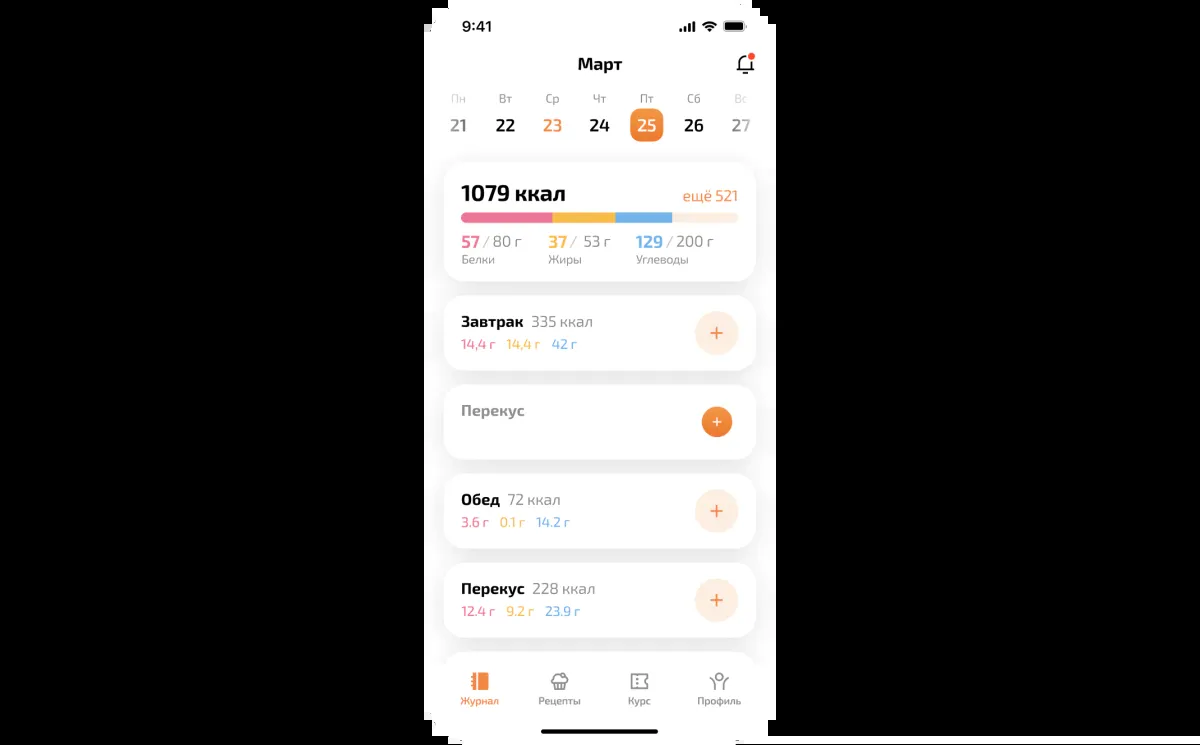 9:41
Март
Пн Вт Ср Чт Пт Сб Вс
21 22 23 24 25 26 27
1079 ккал ещё 521
57 / 80 г 37 / 53 г 129 / 200 г
Белки Жиры Углеводы
Завтрак 335 ккал
14,4 г 14,4 г 42 г
+
Перекус
+
Обед 72 ккал
3.6 г 0.1 г 14.2 г
+
Перекус 228 ккал
12.4 г 9.2 г 23.9 г
+
Журнал Рецепты Курс Профиль